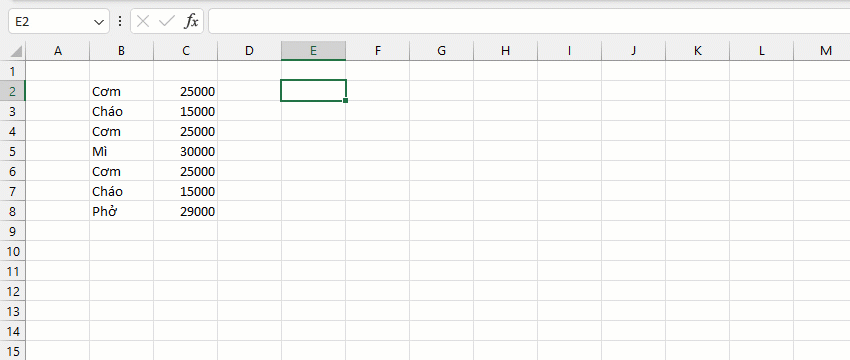 E2 fx
A B C D E F G H I J K L M
1
2 Cơm 25000
3 Cháo 15000
4 Cơm 25000
5 Mì 30000
6 Cơm 25000
7 Cháo 15000
8 Phở 29000
9
10
11
12
13
14
15